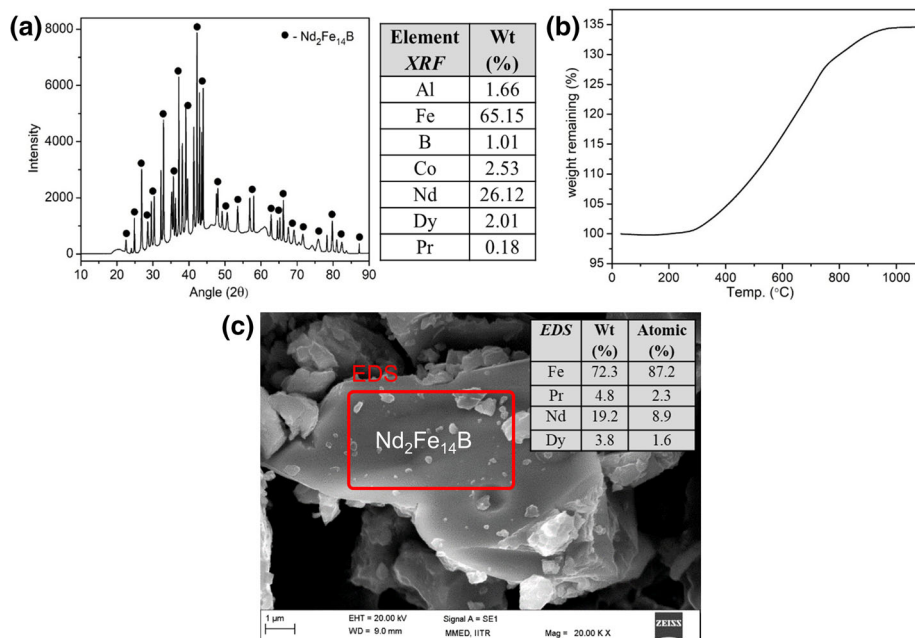 (a)
● - Nd₂Fe₁₄B
8000
6000
4000
2000
0
Intensity
10 20 30 40 50 60 70 80 90
Angle (2θ)
Element XRF Wt (%)
Al 1.66
Fe 65.15
B 1.01
Co 2.53
Nd 26.12
Dy 2.01
Pr 0.18
(b)
135
130
125
120
115
110
105
100
95
weight remaining (%)
0 200 400 600 800 1000
Temp. (°C)
(c)
EDS
Nd₂Fe₁₄B
EDS Wt (%) Atomic (%)
Fe 72.3 87.2
Pr 4.8 2.3
Nd 19.2 8.9
Dy 3.8 1.6
1 µm
EHT = 20.00 kV Signal A = SE1
WD = 9.0 mm MMED, IITR Mag = 20.00 K X
ZEISS